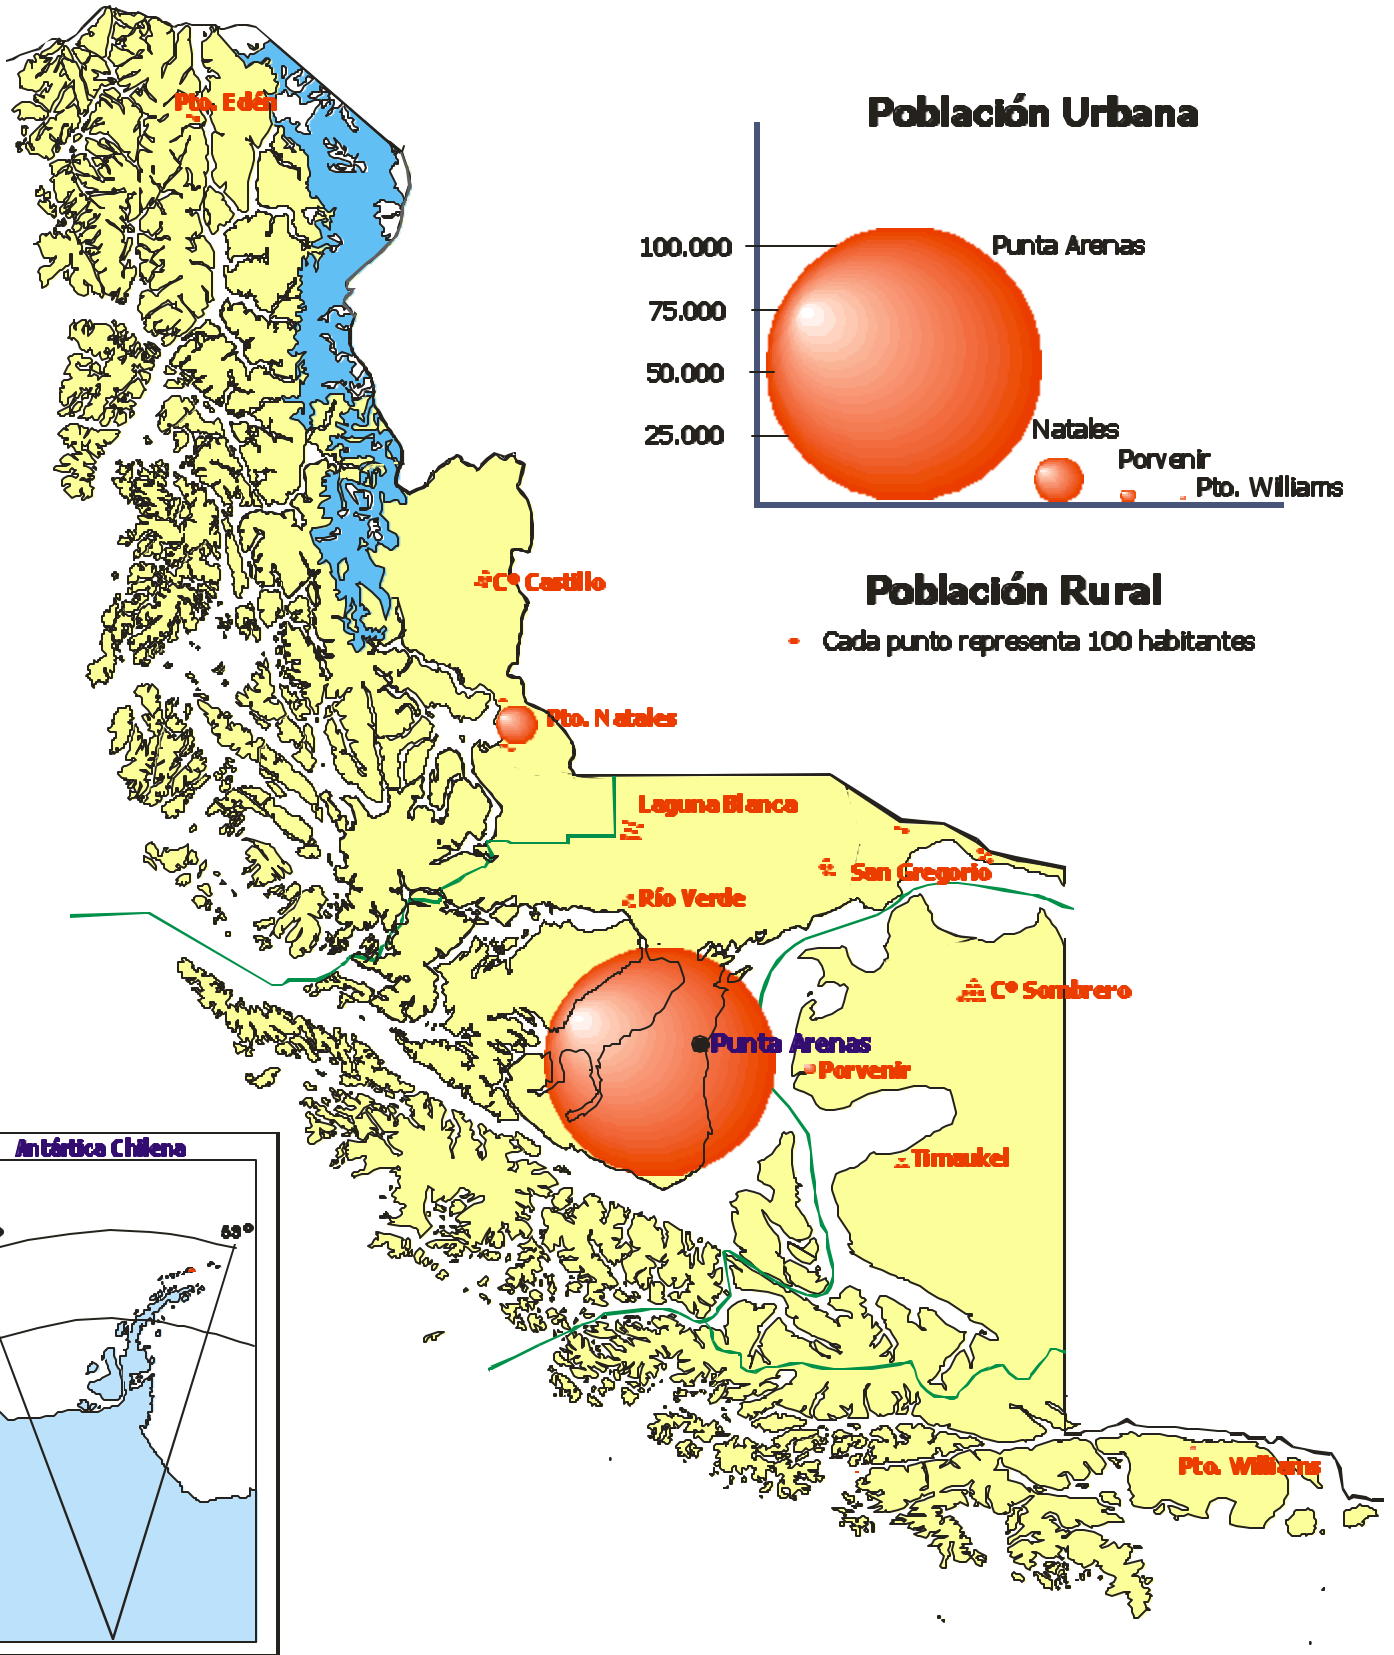 Pto. Edén
Población Urbana
100.000
Punta Arenas
75.000
50.000
25.000
Natales
Porvenir
Pto. Williams
Cº Castillo
Población Rural
Cada punto representa 100 habitantes
Pto. Natales
Laguna Blanca
San Gregorio
Río Verde
Cº Sombrero
Punta Arenas
Porvenir
Timaukel
Antártica Chilena
53º
Pto. Williams